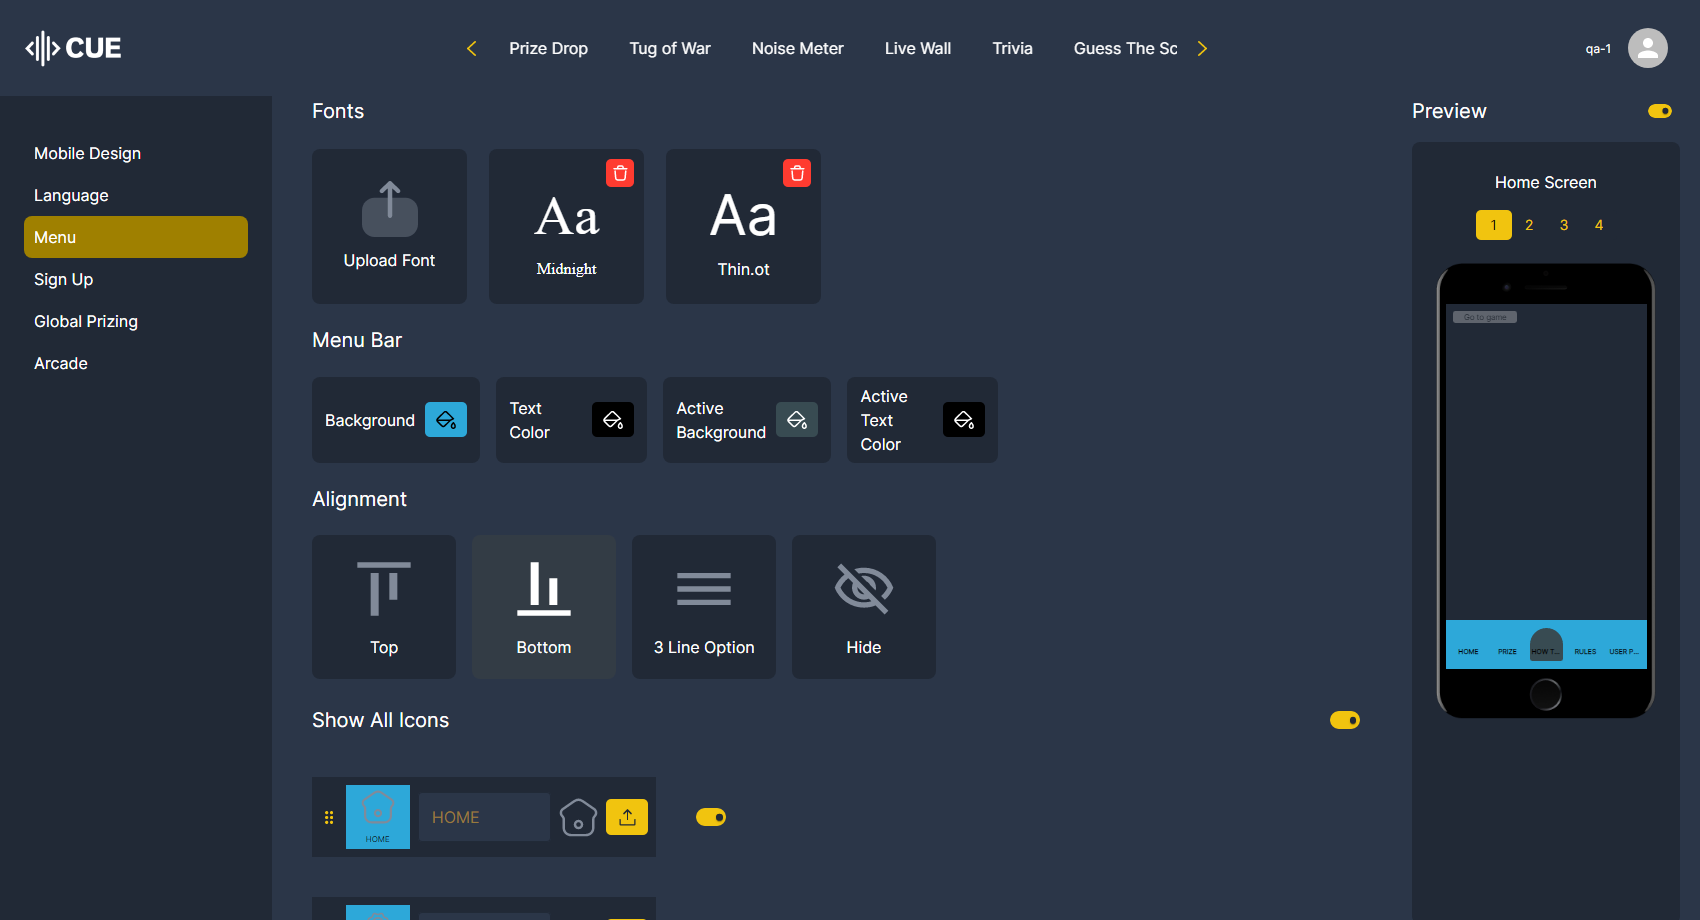 CUE
Prize Drop
Tug of War
Noise Meter
Live Wall
Trivia
Guess The Sc
qa-1
Mobile Design
Language
Menu
Sign Up
Global Prizing
Arcade
Fonts
Upload Font
Aa
Midnight
Aa
Thin.ot
Menu Bar
Background
Text
Color
Active
Background
Active
Text
Color
Alignment
Top
Bottom
3 Line Option
Hide
Show All Icons
HOME
HOME
Preview
Home Screen
1 2 3 4
Go to game
HOME
PRIZE
HOW T...
RULES
USER P...